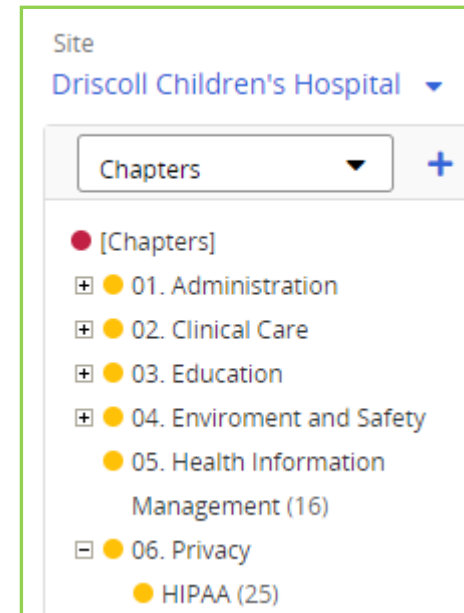 Site
Driscoll Children's Hospital
Chapters
[Chapters]
01. Administration
02. Clinical Care
03. Education
04. Enviroment and Safety
05. Health Information
Management (16)
06. Privacy
HIPAA (25)